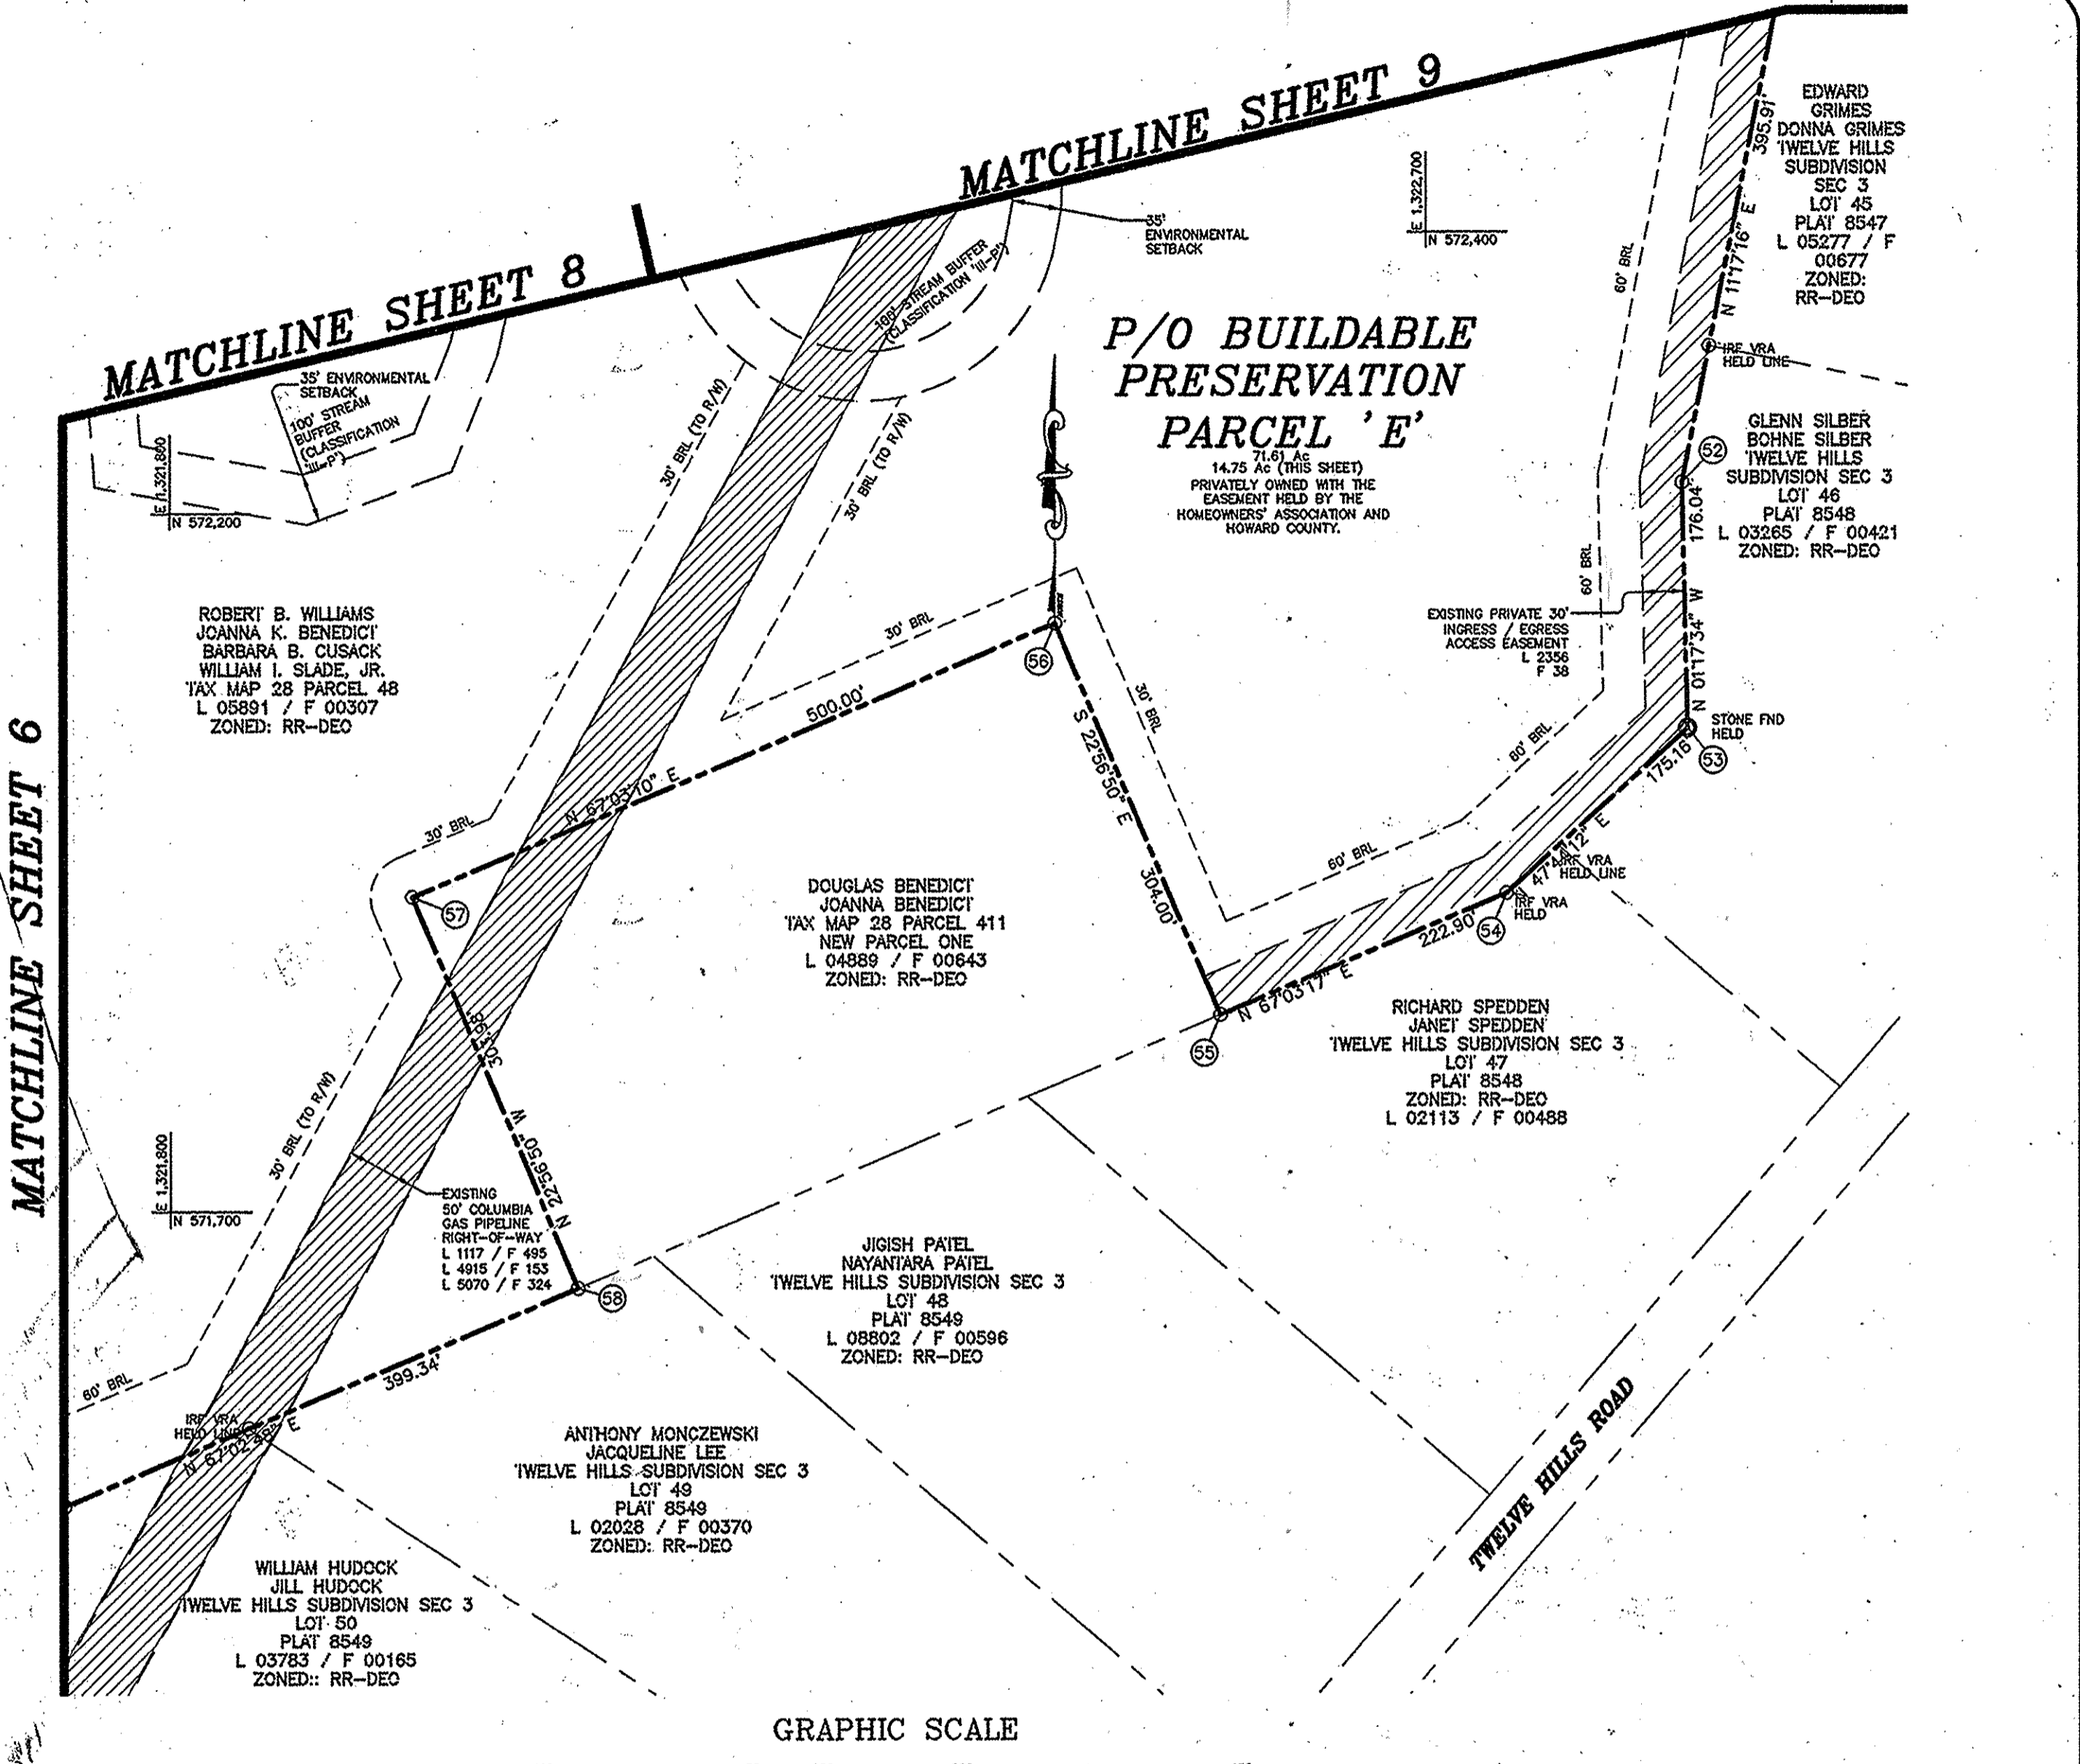 MATCHLINE SHEET 9
MATCHLINE SHEET 8
MATCHLINE SHEET 6
EDWARD
GRIMES
DONNA GRIMES
TWELVE HILLS
SUBDIVISION
SEC 3
LOT 45
PLAT 8547
L 05277 / F
00677
ZONED:
RR-DEO
395.91'
N 11°17'16" E
E 1,322,700
N 572,400
35'
ENVIRONMENTAL
SETBACK
100' STREAM BUFFER
(CLASSIFICATION 'III-P')
60' BRL
P/O BUILDABLE
PRESERVATION
PARCEL 'E'
71.61 Ac
14.75 Ac (THIS SHEET)
PRIVATELY OWNED WITH THE
EASEMENT HELD BY THE
HOMEOWNERS' ASSOCIATION AND
HOWARD COUNTY.
IRF VRA
HELD LINE
35' ENVIRONMENTAL
SETBACK
100' STREAM
BUFFER
(CLASSIFICATION
'III-P')
E 1,321,800
N 572,200
30' BRL (TO R/W)
30' BRL (TO R/W)
GLENN SILBER
BOHNE SILBER
TWELVE HILLS
SUBDIVISION SEC 3
LOT 46
PLAT 8548
L 03265 / F 00421
ZONED: RR-DEO
52
176.04
N 01°17'34" W
60' BRL
EXISTING PRIVATE 30'
INGRESS / EGRESS
ACCESS EASEMENT
L 2356
F 38
ROBERT B. WILLIAMS
JOANNA K. BENEDICT
BARBARA B. CUSACK
WILLIAM I. SLADE, JR.
TAX MAP 28 PARCEL 48
L 05891 / F 00307
ZONED: RR-DEO
30' BRL
56
500.00'
N 67°03'10" E
30' BRL
S 22°56'50" E
304.00'
STONE FND
HELD
53
175.16'
60' BRL
60' BRL
N 47°41'12" E
IRF VRA
HELD LINE
IRF VRA
HELD
54
222.90'
N 67°03'17" E
55
30' BRL
57
DOUGLAS BENEDICT
JOANNA BENEDICT
TAX MAP 28 PARCEL 411
NEW PARCEL ONE
L 04889 / F 00643
ZONED: RR-DEO
N 22°56'50" W
RICHARD SPEDDEN
JANET SPEDDEN
TWELVE HILLS SUBDIVISION SEC 3
LOT 47
PLAT 8548
ZONED: RR-DEO
L 02113 / F 00488
30' BRL (TO R/W)
E 1,321,800
N 571,700
EXISTING
50' COLUMBIA
GAS PIPELINE
RIGHT-OF-WAY
L 1117 / F 495
L 4915 / F 153
L 5070 / F 324
58
JIGISH PATEL
NAYANTARA PATEL
TWELVE HILLS SUBDIVISION SEC 3
LOT 48
PLAT 8549
L 08802 / F 00596
ZONED: RR-DEO
399.34'
60' BRL
IRF VRA
HELD LINE
N 67°02'48" E
ANTHONY MONCZEWSKI
JACQUELINE LEE
TWELVE HILLS SUBDIVISION SEC 3
LOT 49
PLAT 8549
L 02028 / F 00370
ZONED: RR-DEO
TWELVE HILLS ROAD
WILLIAM HUDOCK
JILL HUDOCK
TWELVE HILLS SUBDIVISION SEC 3
LOT 50
PLAT 8549
L 03783 / F 00165
ZONED:: RR-DEO
GRAPHIC SCALE